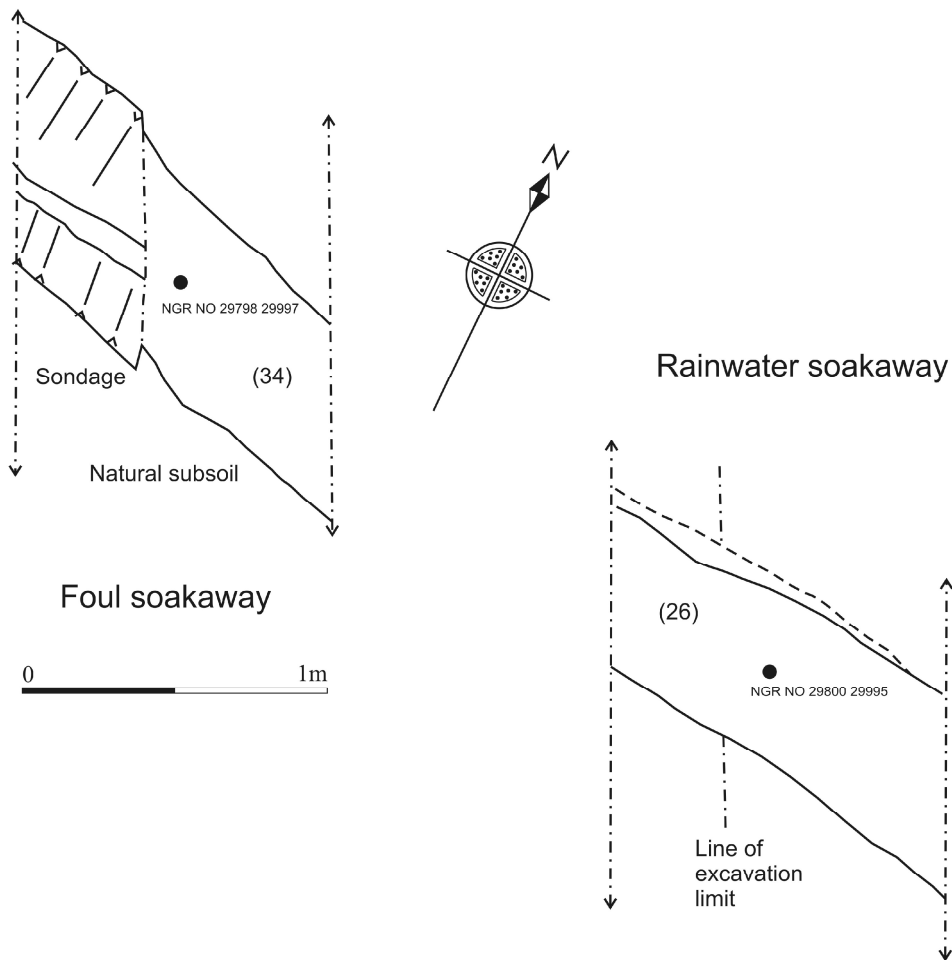 N
NGR NO 29798 29997
Sondage
(34)
Rainwater soakaway
Natural subsoil
Foul soakaway
(26)
0 1m
NGR NO 29800 29995
Line of
excavation
limit